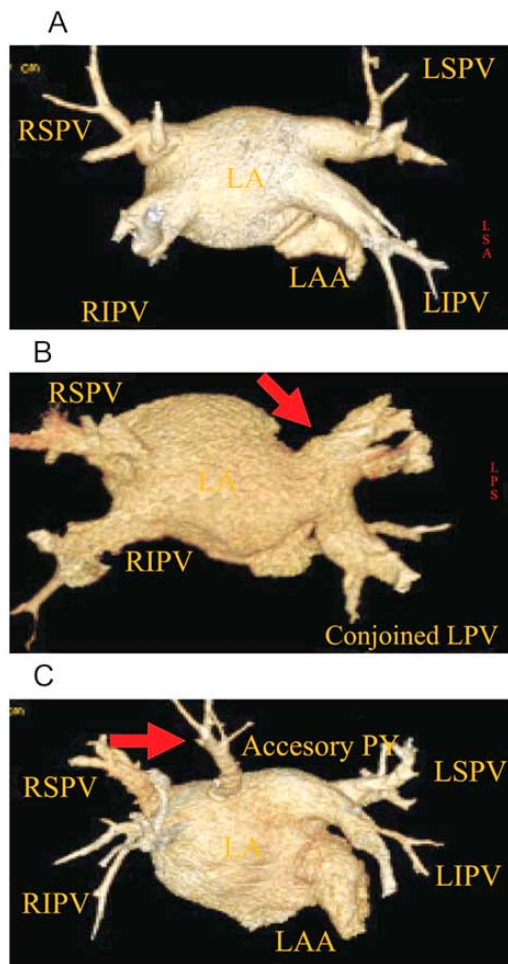 A
cm
LSPV
RSPV
LA
L
S
A
LAA
RIPV
LIPV
B
RSPV
LA
L
P
S
RIPV
Conjoined LPV
C
Accesory PV
RSPV
LSPV
LA
LIPV
RIPV
LAA